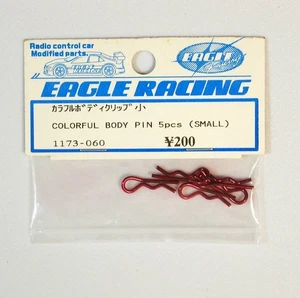 Radio control car
Modified parts.
EAGLE
Racing
EAGLE RACING
ｶﾗﾌﾙﾎﾞﾃﾞｨｸﾘｯﾌﾟ小
COLORFUL BODY PIN 5pcs (SMALL)
1173-060 ¥200